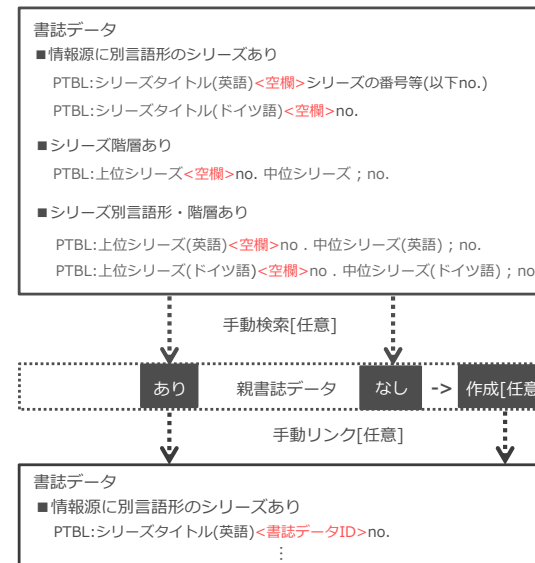 書誌データ
■情報源に別言語形のシリーズあり
PTBL:シリーズタイトル(英語)<空欄>シリーズの番号等(以下no.)
PTBL:シリーズタイトル(ドイツ語)<空欄>no.
■シリーズ階層あり
PTBL:上位シリーズ<空欄>no. 中位シリーズ ; no.
■シリーズ別言語形・階層あり
PTBL:上位シリーズ(英語)<空欄>no . 中位シリーズ(英語) ; no.
PTBL:上位シリーズ(ドイツ語)<空欄>no . 中位シリーズ(ドイツ語) ; no
手動検索[任意]
あり 親書誌データ なし -> 作成[任意
手動リンク[任意]
書誌データ
■情報源に別言語形のシリーズあり
PTBL:シリーズタイトル(英語)<書誌データID>no.
⋮